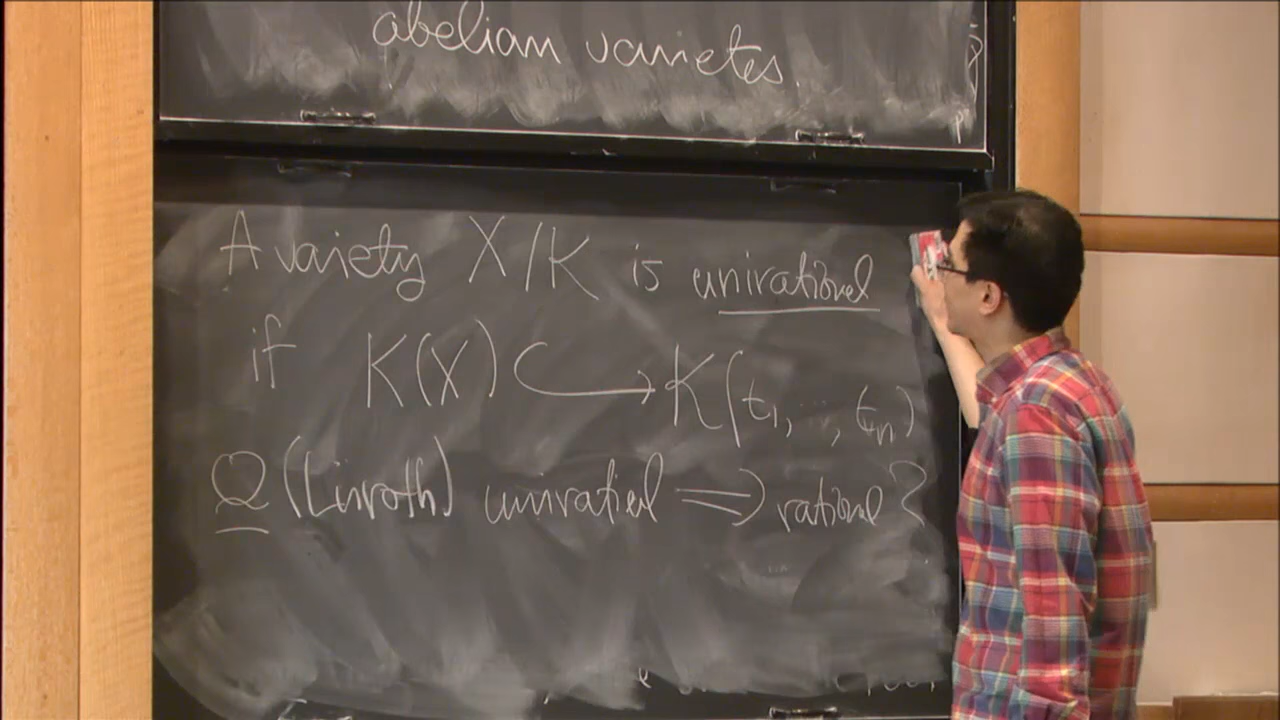 abelian varietes.
A variety X/K is unirational
if K(X) ↪ K(t₁, ..., tₙ)
Q (Lüroth) unirational ⟹ rational?